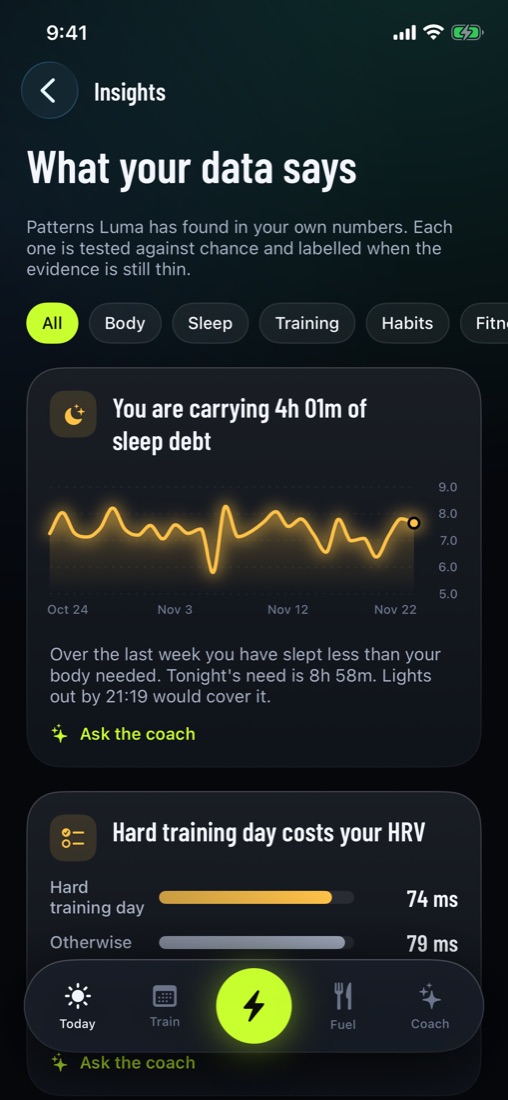 9:41
Insights
What your data says
Patterns Luma has found in your own numbers. Each
one is tested against chance and labelled when the
evidence is still thin.
All Body Sleep Training Habits Fitn
You are carrying 4h 01m of
sleep debt
9.0
8.0
7.0
6.0
5.0
Oct 24 Nov 3 Nov 12 Nov 22
Over the last week you have slept less than your
body needed. Tonight's need is 8h 58m. Lights
out by 21:19 would cover it.
Ask the coach
Hard training day costs your HRV
Hard
training day 74 ms
Otherwise 79 ms
Today Train Fuel Coach
Ask the coach